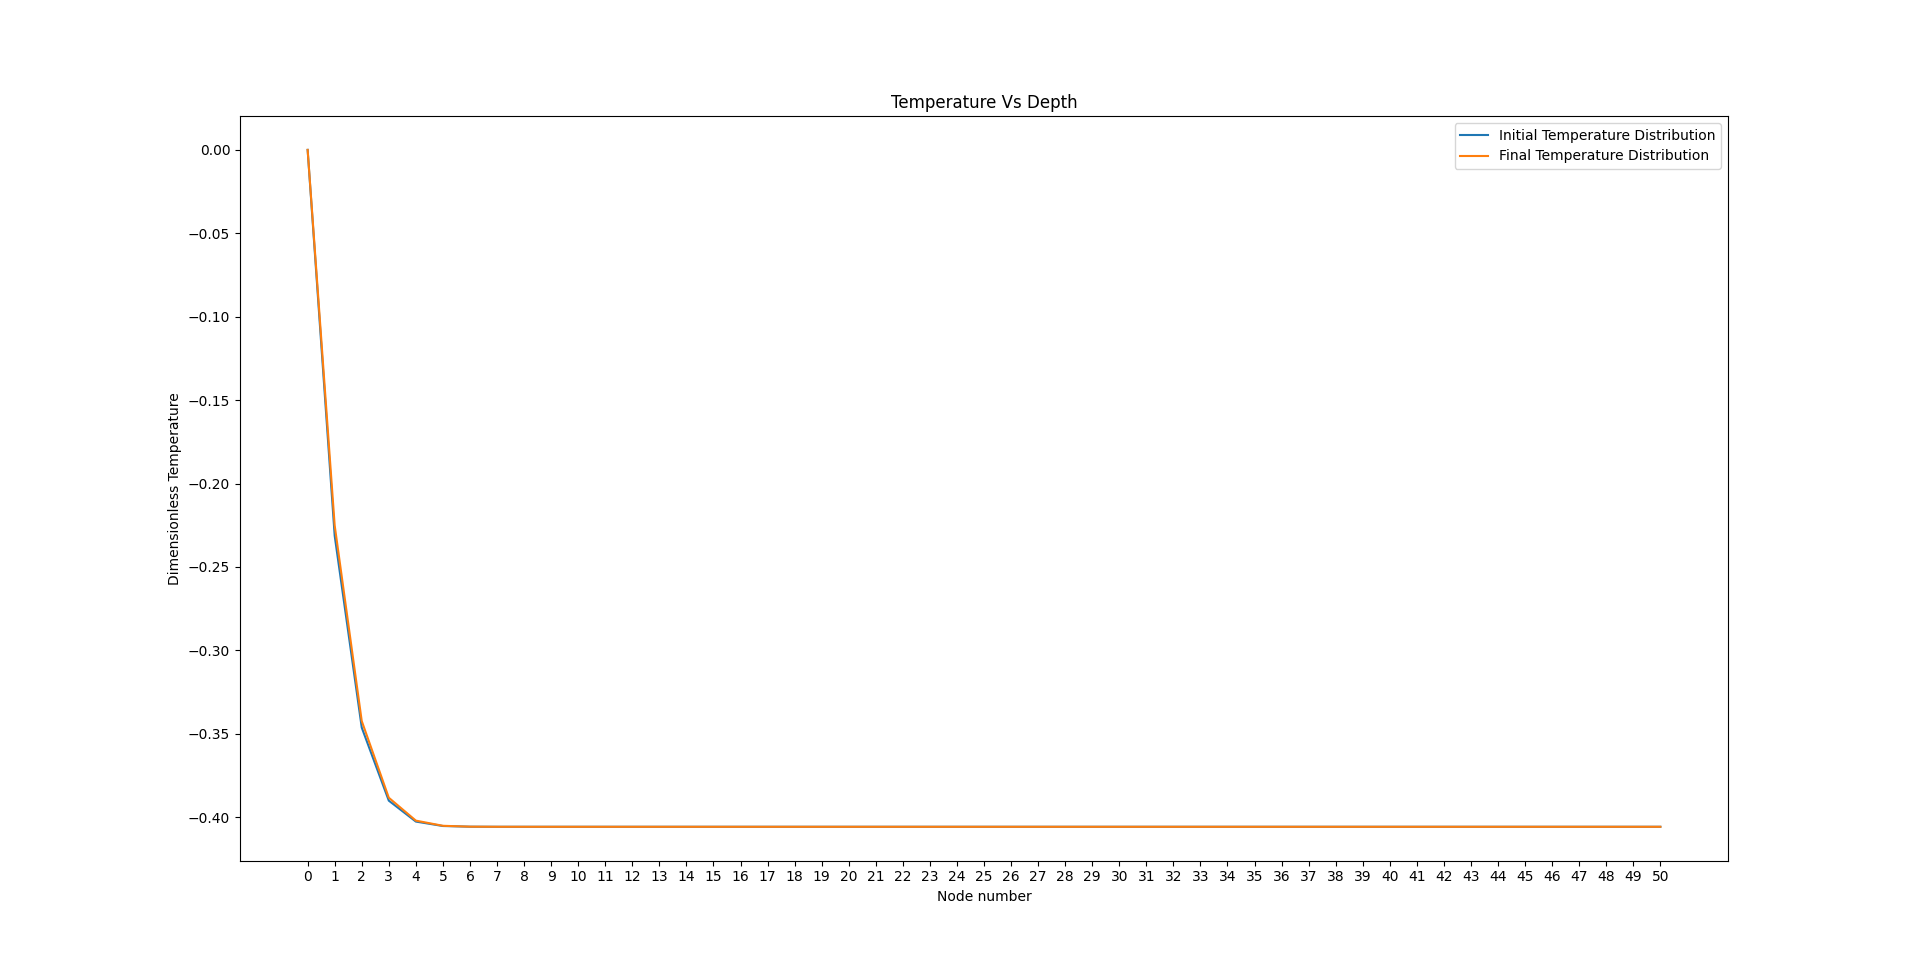 Temperature Vs Depth
Initial Temperature Distribution
Final Temperature Distribution
0.00
−0.05
−0.10
−0.15
−0.20
−0.25
−0.30
−0.35
−0.40
Dimensionless Temperature
0 1 2 3 4 5 6 7 8 9 10 11 12 13 14 15 16 17 18 19 20 21 22 23 24 25 26 27 28 29 30 31 32 33 34 35 36 37 38 39 40 41 42 43 44 45 46 47 48 49 50
Node number